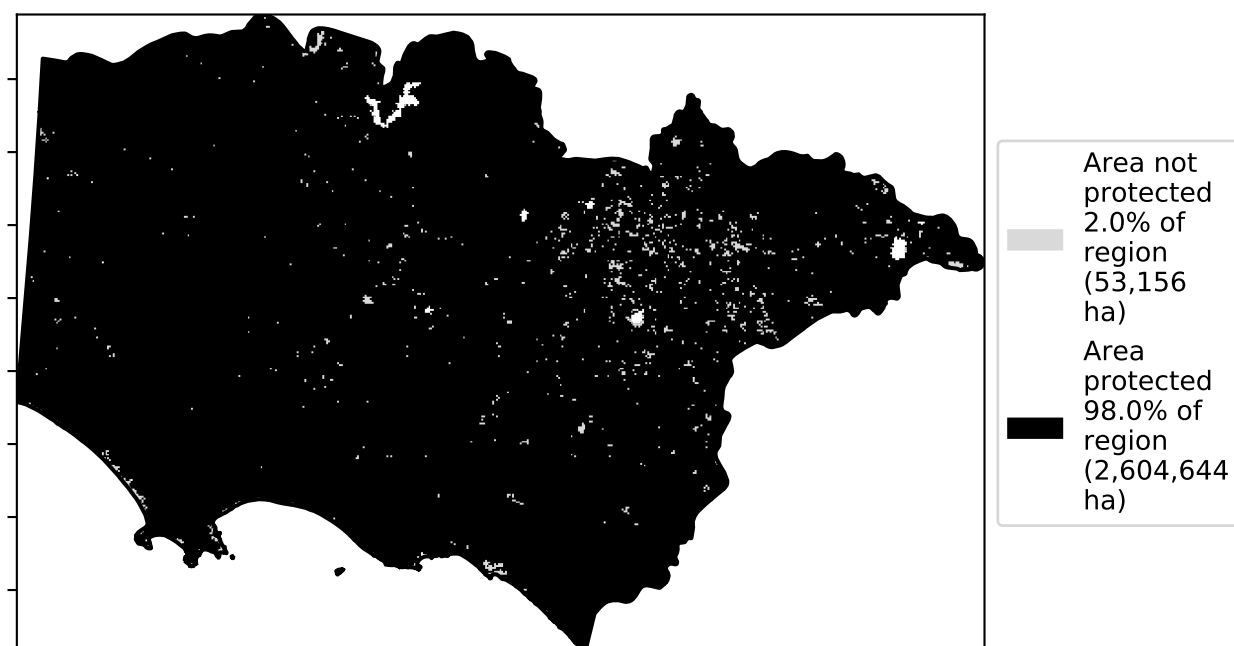 Area not
protected
2.0% of
region
(53,156
ha)
Area
protected
98.0% of
region
(2,604,644
ha)